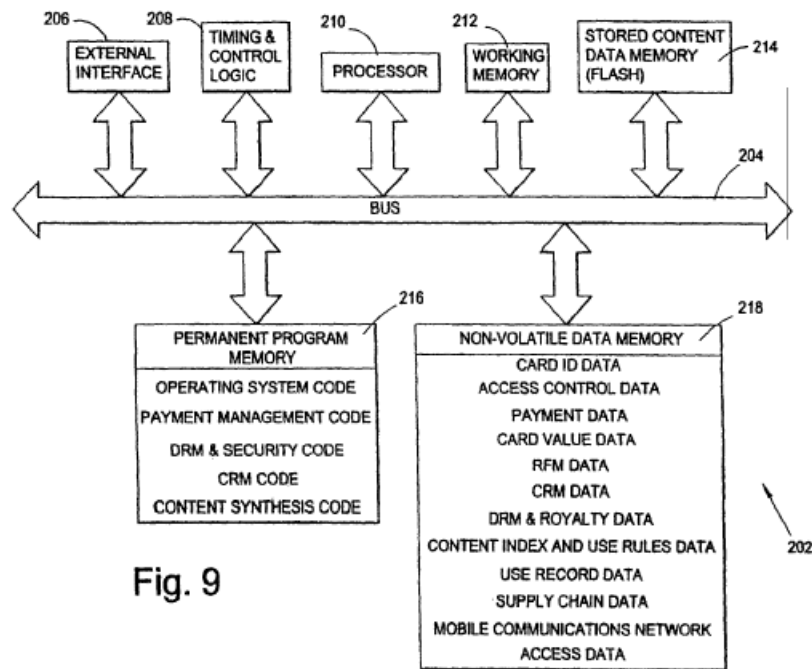 206
208
210
212
EXTERNAL
INTERFACE
TIMING &
CONTROL
LOGIC
PROCESSOR
WORKING
MEMORY
STORED CONTENT
DATA MEMORY
(FLASH)
214
204
BUS
216
218
PERMANENT PROGRAM
MEMORY
OPERATING SYSTEM CODE
PAYMENT MANAGEMENT CODE
DRM & SECURITY CODE
CRM CODE
CONTENT SYNTHESIS CODE
NON-VOLATILE DATA MEMORY
CARD ID DATA
ACCESS CONTROL DATA
PAYMENT DATA
CARD VALUE DATA
RFM DATA
CRM DATA
DRM & ROYALTY DATA
CONTENT INDEX AND USE RULES DATA
USE RECORD DATA
SUPPLY CHAIN DATA
MOBILE COMMUNICATIONS NETWORK
ACCESS DATA
202
Fig. 9